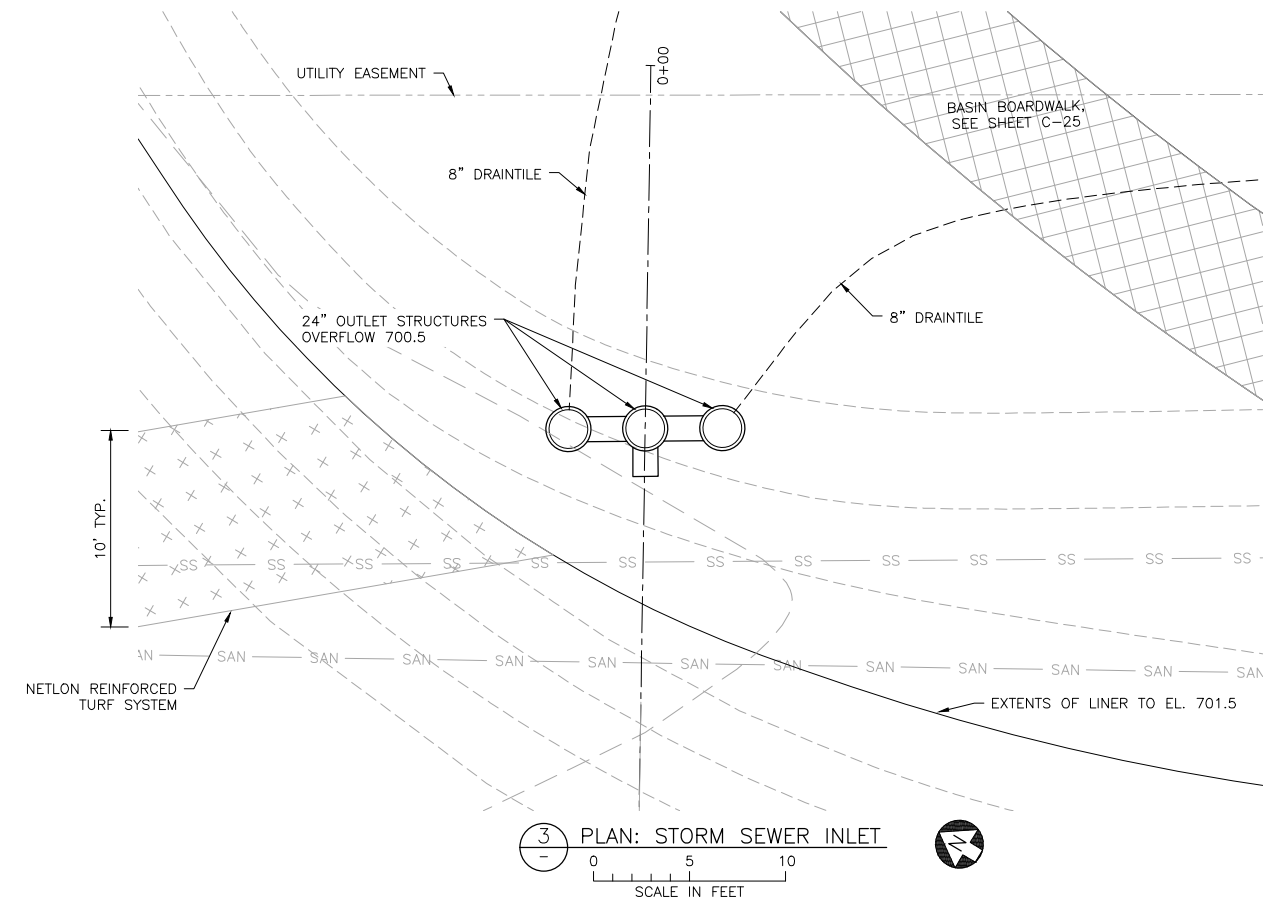 0+00
UTILITY EASEMENT
BASIN BOARDWALK,
SEE SHEET C-25
8" DRAINTILE
24" OUTLET STRUCTURES
OVERFLOW 700.5
8" DRAINTILE
10' TYP.
SS SS SS SS SS SS SS SS SS SS SS SS SS
AN SAN SAN SAN SAN SAN SAN SAN SAN SAN SAN SAN SAN
NETLON REINFORCED
TURF SYSTEM
EXTENTS OF LINER TO EL. 701.5
3
-
PLAN: STORM SEWER INLET
N
0 5 10
SCALE IN FEET